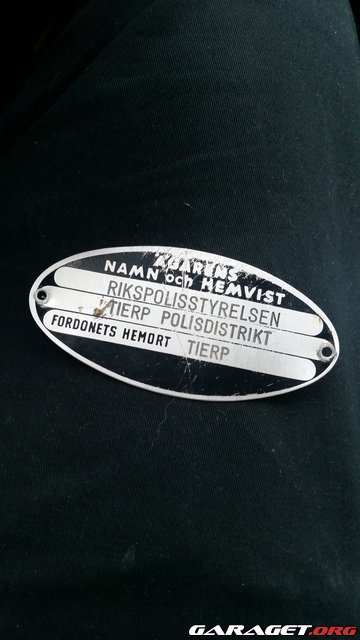 ÄGARENS
NAMN och HEMVIST
RIKSPOLISSTYRELSEN
TIERP POLISDISTRIKT
FORDONETS HEMORT TIERP
GARAGET.ORG